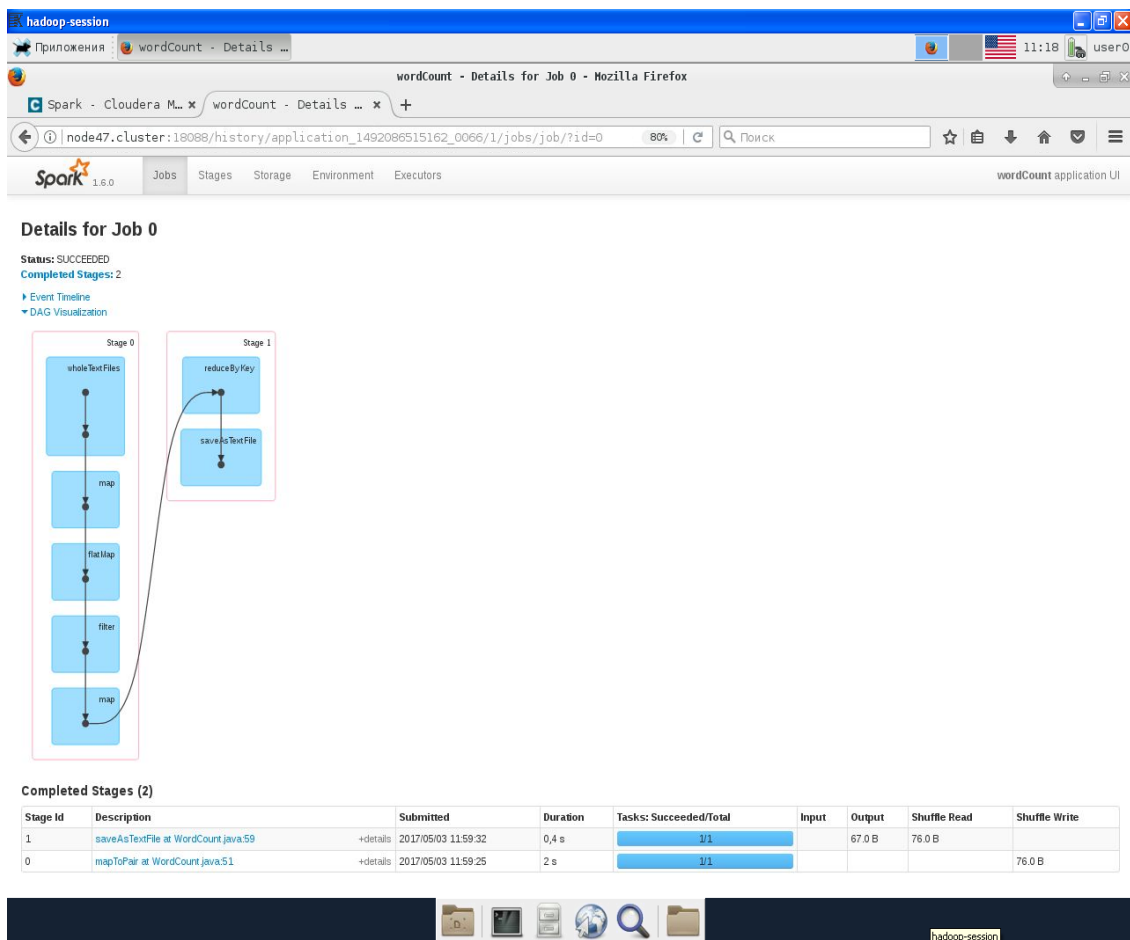 hadoop-session
Приложения wordCount - Details … 11:18 user0
wordCount - Details for Job 0 - Mozilla Firefox
Spark - Cloudera M… × wordCount - Details … × +
node47.cluster:18088/history/application_1492086515162_0066/1/jobs/job/?id=0 80% Поиск
Spark 1.6.0 Jobs Stages Storage Environment Executors wordCount application UI
Details for Job 0
Status: SUCCEEDED
Completed Stages: 2
Event Timeline
DAG Visualization
Stage 0
wholeTextFiles
map
flatMap
filter
map
Stage 1
reduceByKey
saveAsTextFile
Completed Stages (2)
Stage Id Description Submitted Duration Tasks: Succeeded/Total Input Output Shuffle Read Shuffle Write
1 saveAsTextFile at WordCount.java:59 +details 2017/05/03 11:59:32 0,4 s 1/1 67.0 B 76.0 B
0 mapToPair at WordCount.java:51 +details 2017/05/03 11:59:25 2 s 1/1 76.0 B
hadoop-session